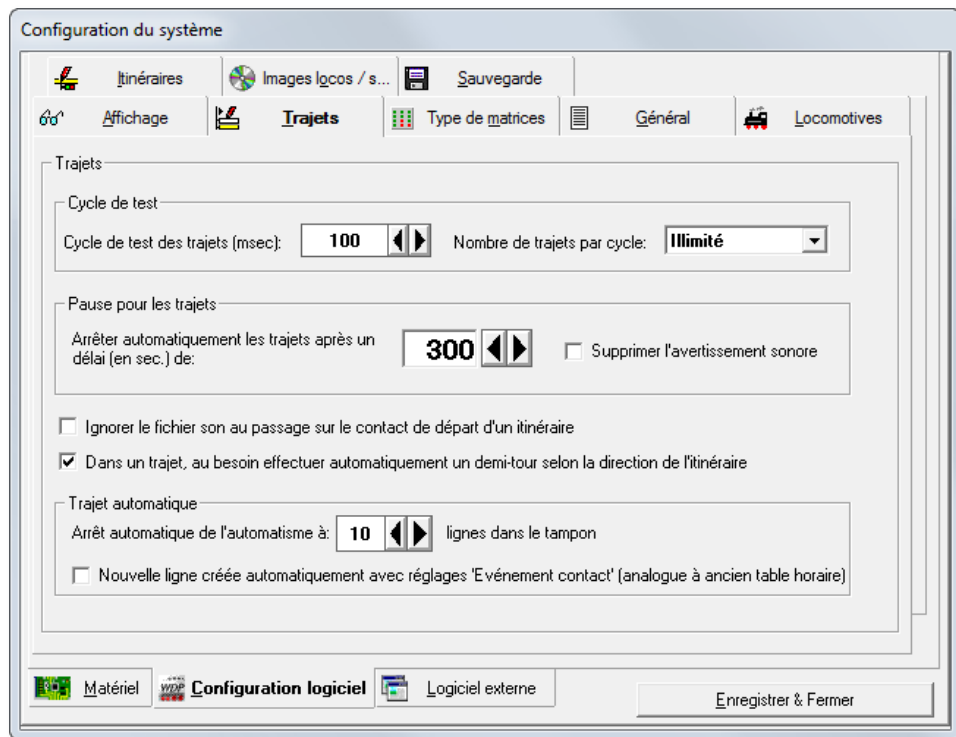 Configuration du système
Itinéraires
Images locos / s...
Sauvegarde
Affichage
Trajets
Type de matrices
Général
Locomotives
Trajets
Cycle de test
Cycle de test des trajets (msec):
100
Nombre de trajets par cycle:
Illimité
Pause pour les trajets
Arrêter automatiquement les trajets après un
délai (en sec.) de:
300
Supprimer l'avertissement sonore
Ignorer le fichier son au passage sur le contact de départ d'un itinéraire
Dans un trajet, au besoin effectuer automatiquement un demi-tour selon la direction de l'itinéraire
Trajet automatique
Arrêt automatique de l'automatisme à:
10
lignes dans le tampon
Nouvelle ligne créée automatiquement avec réglages 'Evénement contact' (analogue à ancien table horaire)
Matériel
WDP
Configuration logiciel
Logiciel externe
Enregistrer & Fermer